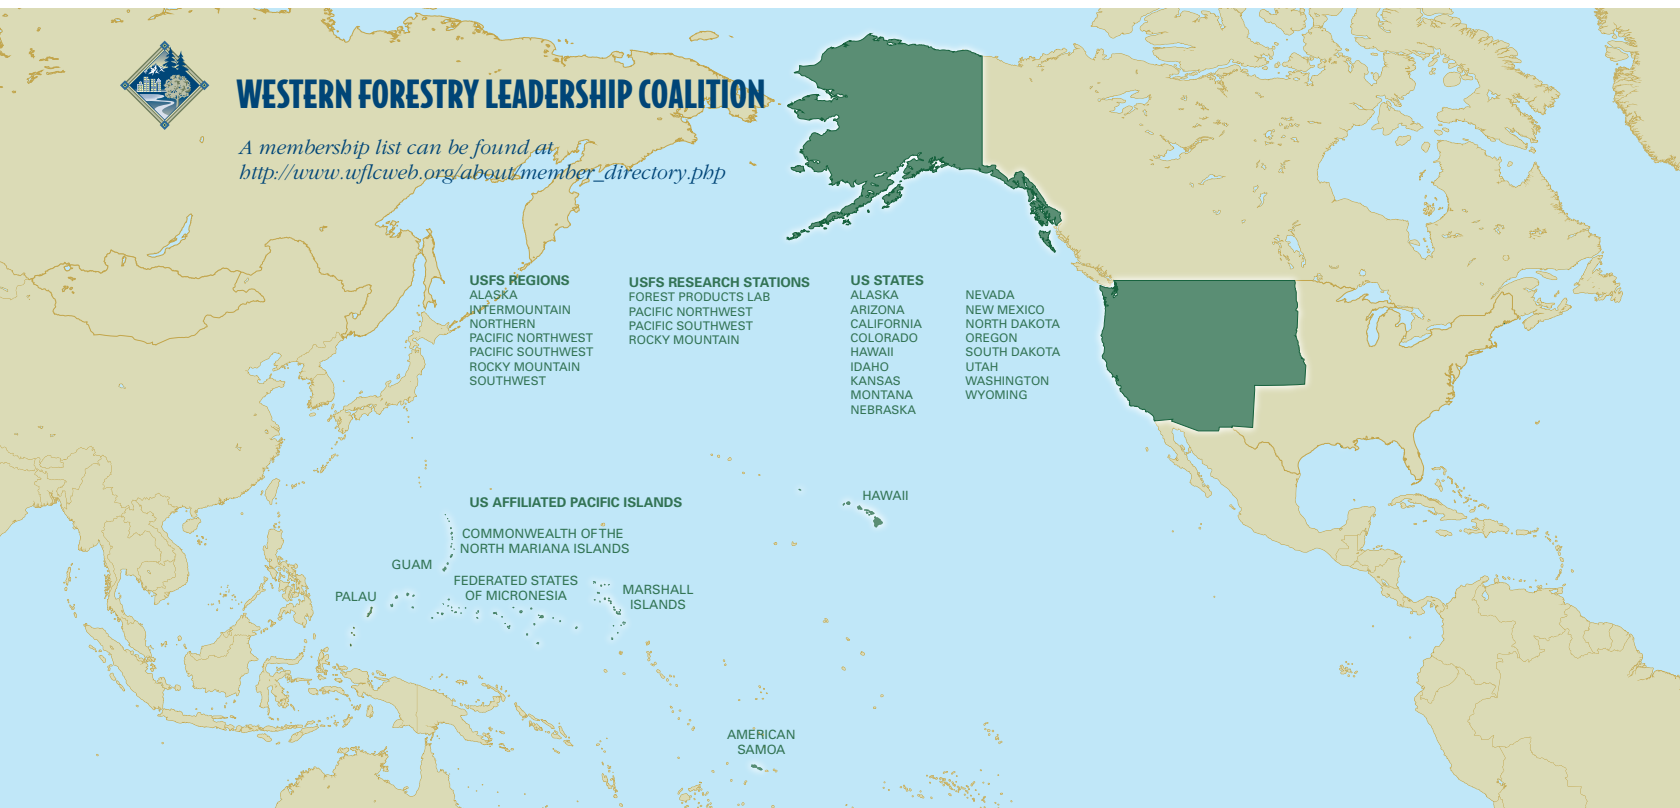 WESTERN FORESTRY LEADERSHIP COALITION
A membership list can be found at
http://www.wflcweb.org/about/member_directory.php
USFS REGIONS
ALASKA
INTERMOUNTAIN
NORTHERN
PACIFIC NORTHWEST
PACIFIC SOUTHWEST
ROCKY MOUNTAIN
SOUTHWEST
USFS RESEARCH STATIONS
FOREST PRODUCTS LAB
PACIFIC NORTHWEST
PACIFIC SOUTHWEST
ROCKY MOUNTAIN
US STATES
ALASKA
ARIZONA
CALIFORNIA
COLORADO
HAWAII
IDAHO
KANSAS
MONTANA
NEBRASKA
NEVADA
NEW MEXICO
NORTH DAKOTA
OREGON
SOUTH DAKOTA
UTAH
WASHINGTON
WYOMING
US AFFILIATED PACIFIC ISLANDS
HAWAII
COMMONWEALTH OF THE
NORTH MARIANA ISLANDS
GUAM
FEDERATED STATES
OF MICRONESIA
PALAU
MARSHALL
ISLANDS
AMERICAN
SAMOA